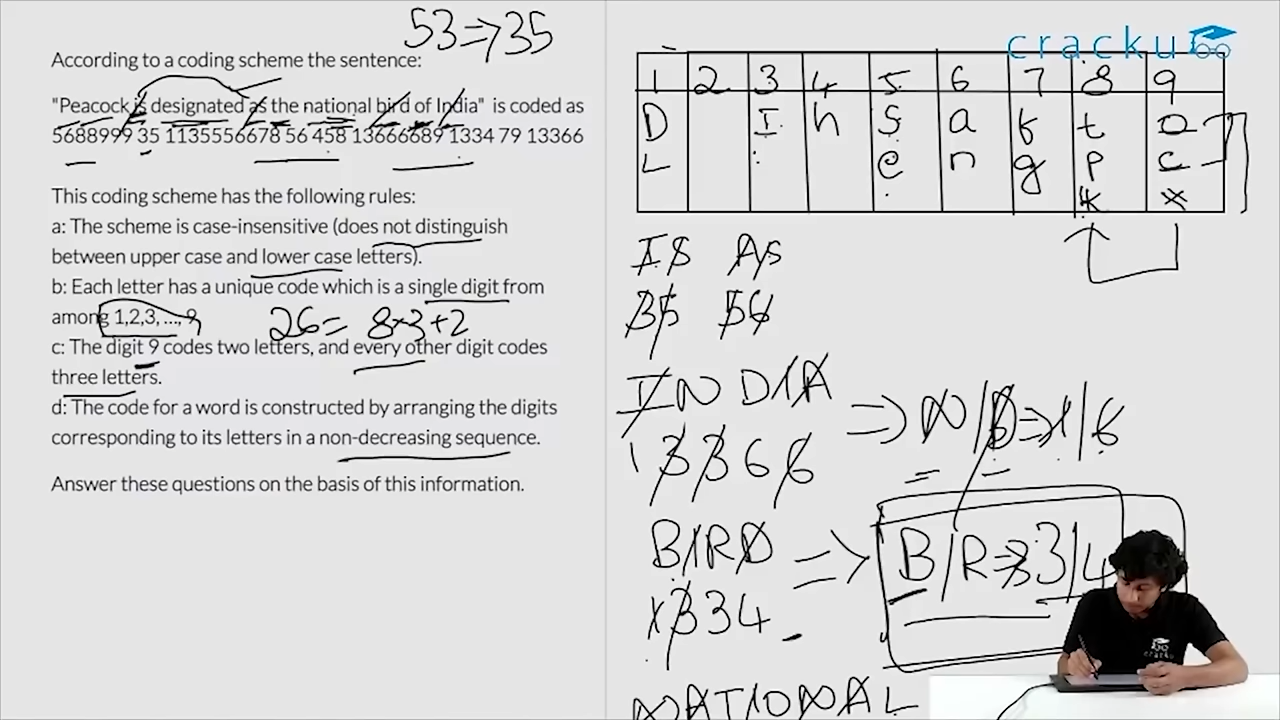 53=>35
According to a coding scheme the sentence:
"Peacock is designated as the national bird of India" is coded as
5688999 35 1135556678 56 458 13666689 1334 79 13366
This coding scheme has the following rules:
a: The scheme is case-insensitive (does not distinguish
between upper case and lower case letters).
b: Each letter has a unique code which is a single digit from
among 1,2,3, ..., 9
26= 8*3+2
c: The digit 9 codes two letters, and every other digit codes
three letters.
d: The code for a word is constructed by arranging the digits
corresponding to its letters in a non-decreasing sequence.
Answer these questions on the basis of this information.
cracku
1 2 3 4 5 6 7 8 9
D I h S a f t O
L e n g p c
k x
IS AS
35 56
INDIA
13366
=> N/D => 1/6
BIRD
1334
=> B/R => 3/4
NATIONAL
cracku